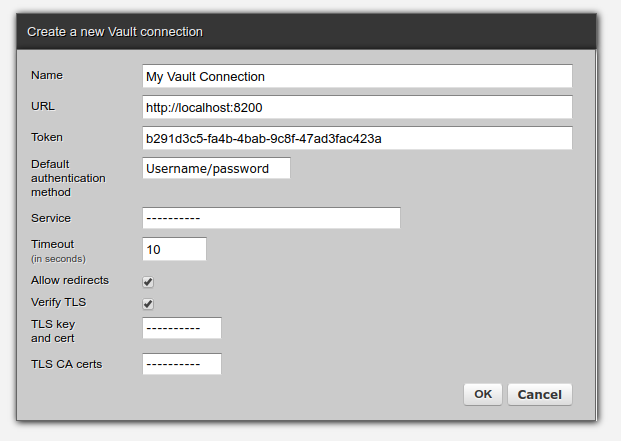 Create a new Vault connection
Name
My Vault Connection
URL
http://localhost:8200
Token
b291d3c5-fa4b-4bab-9c8f-47ad3fac423a
Default
authentication
method
Username/password
Service
----------
Timeout
(in seconds)
10
Allow redirects
Verify TLS
TLS key
and cert
----------
TLS CA certs
----------
OK Cancel